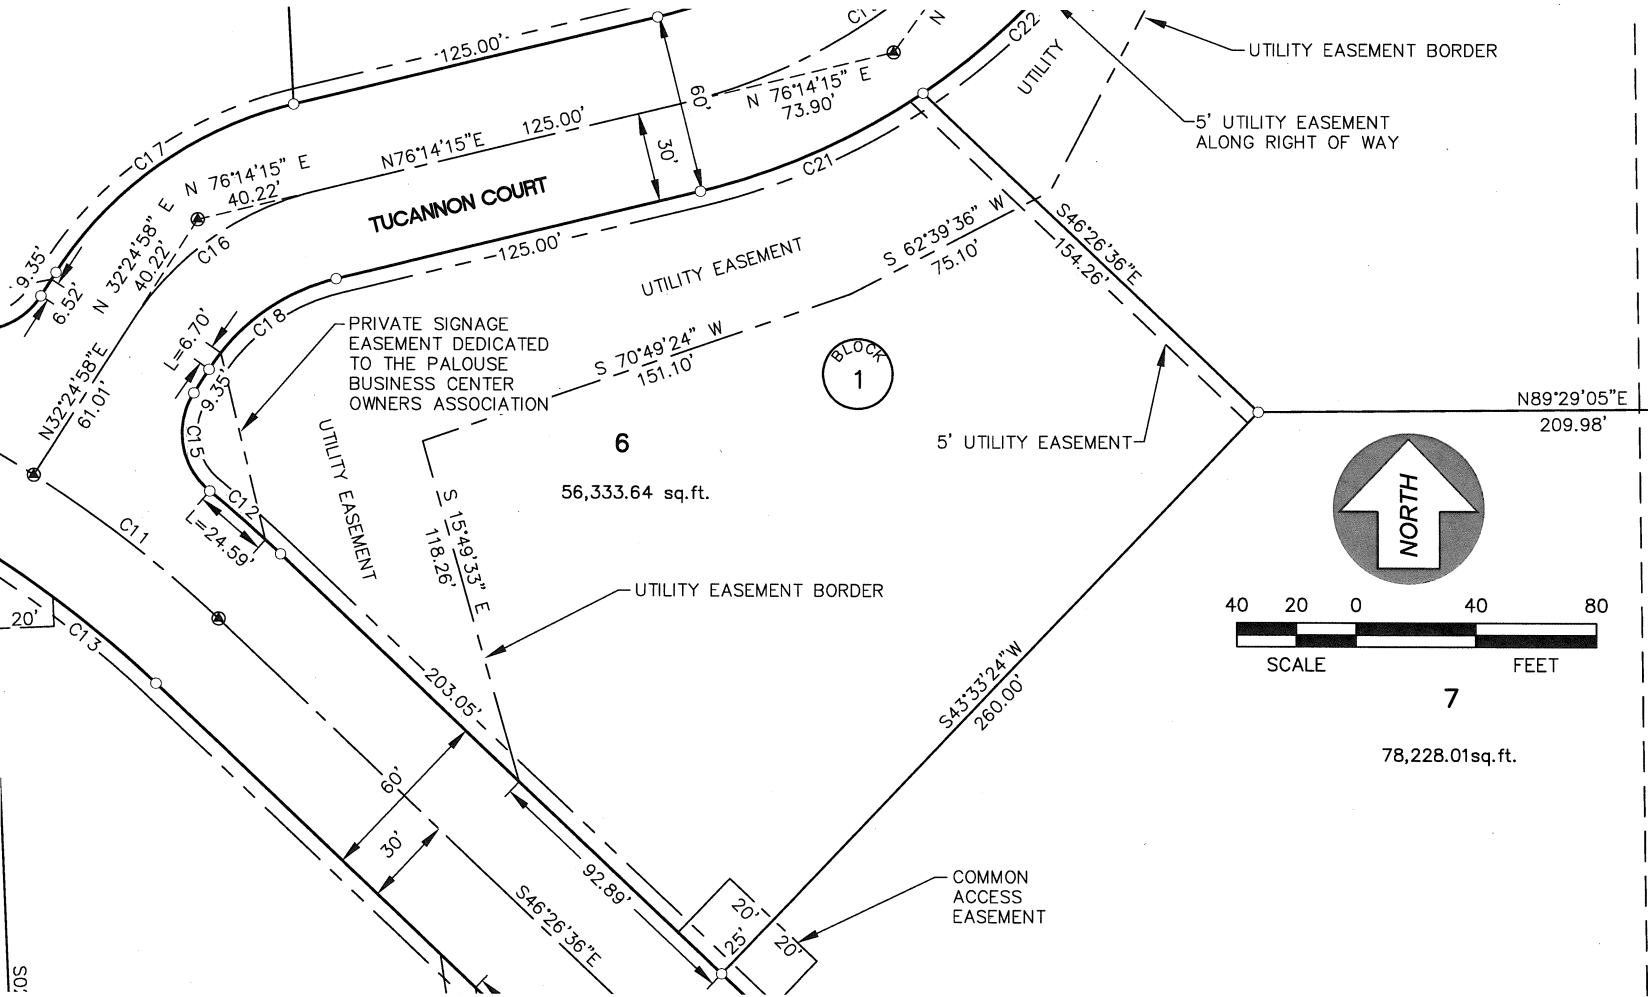 125.00'
60'
N 76°14'15" E
73.90'
C22
UTILITY
UTILITY EASEMENT BORDER
5' UTILITY EASEMENT
ALONG RIGHT OF WAY
C17
N 76°14'15" E
40.22'
N76°14'15"E
125.00'
30'
TUCANNON COURT
C21
9.35'
6.52'
N 32°24'58" E
40.22'
C16
125.00'
UTILITY EASEMENT
S 62°39'36" W
75.10'
S46°26'36"E
154.26'
L=6.70'
C18
PRIVATE SIGNAGE
EASEMENT DEDICATED
TO THE PALOUSE
BUSINESS CENTER
OWNERS ASSOCIATION
S 70°49'24" W
151.10'
BLOCK
1
N32°24'58"E
61.01'
9.35'
C15
UTILITY EASEMENT
6
56,333.64 sq.ft.
5' UTILITY EASEMENT
N89°29'05"E
209.98'
NORTH
C12
L=24.59'
C11
S 15°49'33" E
118.26'
UTILITY EASEMENT BORDER
40 20 0 40 80
SCALE FEET
7
78,228.01sq.ft.
20'
C13
203.05'
S43°33'24"W
260.00'
60'
30'
92.89'
S46°26'36"E
20'
25'
20'
COMMON
ACCESS
EASEMENT